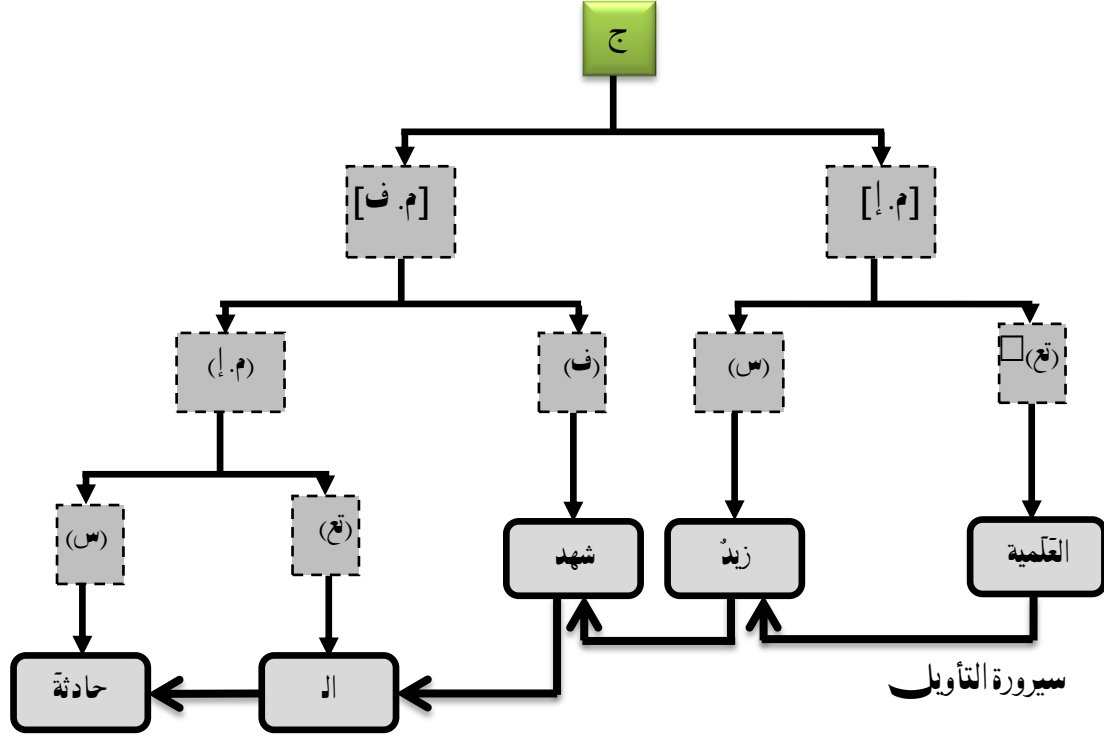 ج
[م. إ]
[م. ف]
(تع)
(س)
(ف)
(م. إ)
(تع)
(س)
العَلَمية
زيدٌ
شهد
الـ
حادثةَ
سيرورة التأويل